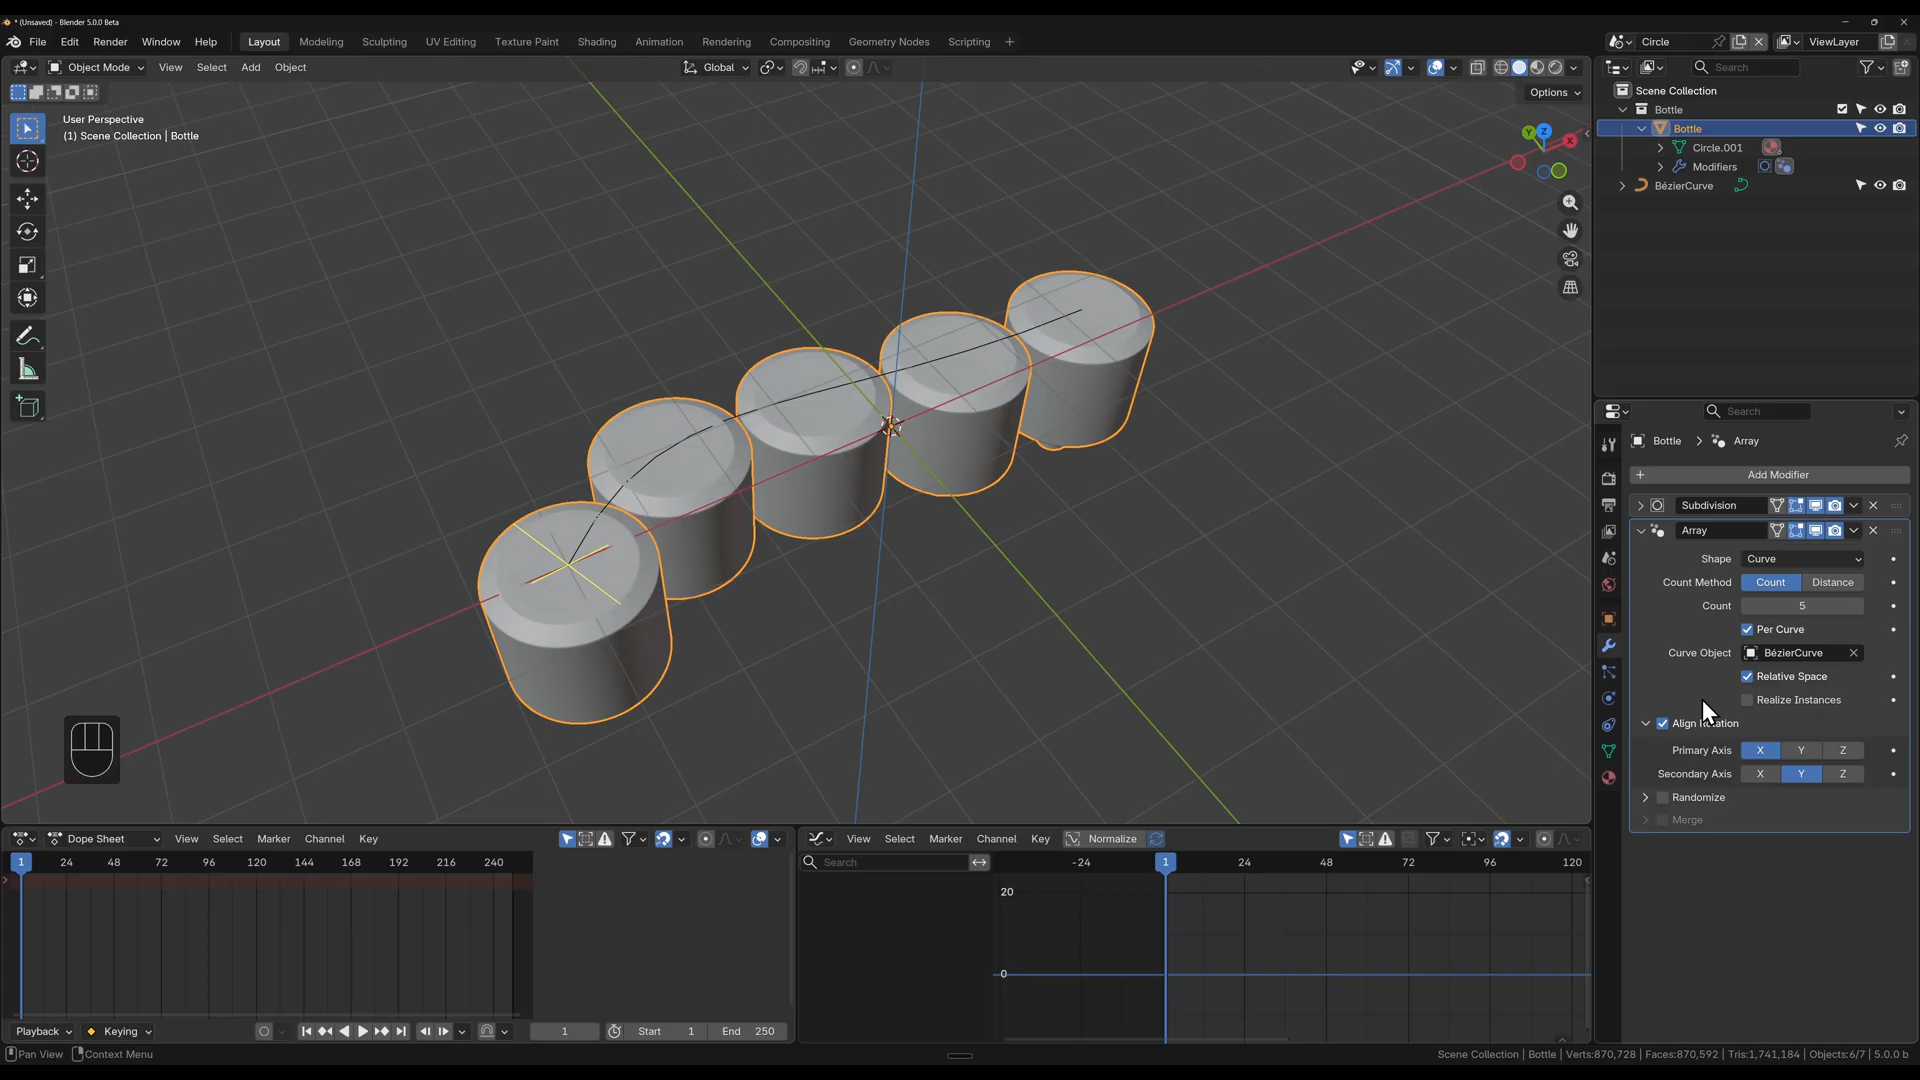 * (Unsaved) - Blender 5.0.0 Beta
File Edit Render Window Help Layout Modeling Sculpting UV Editing Texture Paint Shading Animation Rendering Compositing Geometry Nodes Scripting + Circle ViewLayer
Object Mode View Select Add Object Global Search
Options
Scene Collection
Bottle
Bottle
Circle.001 6
Modifiers
BézierCurve
User Perspective
(1) Scene Collection | Bottle
Y Z X
Search
Bottle > Array
+ Add Modifier
Subdivision
Array
Shape Curve
Count Method Count Distance
Count 5
Per Curve
Curve Object BézierCurve
Relative Space
Realize Instances
Primary Axis X Y Z
Secondary Axis X Y Z
Randomize
Merge
Dope Sheet View Select Marker Channel Key
1 24 48 72 96 120 144 168 192 216 240
View Select Marker Channel Key Normalize
Search
-24 1 24 48 72 96 120
20
0
Playback Keying 1 Start 1 End 250
Pan View Context Menu
Scene Collection | Bottle | Verts:870,728 | Faces:870,592 | Tris:1,741,184 | Objects:6/7 | 5.0.0 b